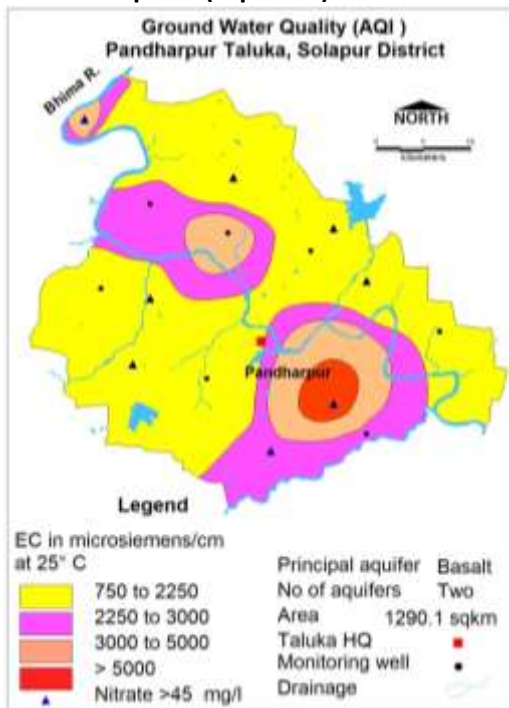 Ground Water Quality (AQI )
Pandharpur Taluka, Solapur District
Bhima R.
NORTH
Pandharpur
Legend
EC in microsiemens/cm
at 25° C
750 to 2250
2250 to 3000
3000 to 5000
> 5000
Nitrate >45 mg/l
Principal aquifer Basalt
No of aquifers Two
Area 1290.1 sqkm
Taluka HQ
Monitoring well
Drainage